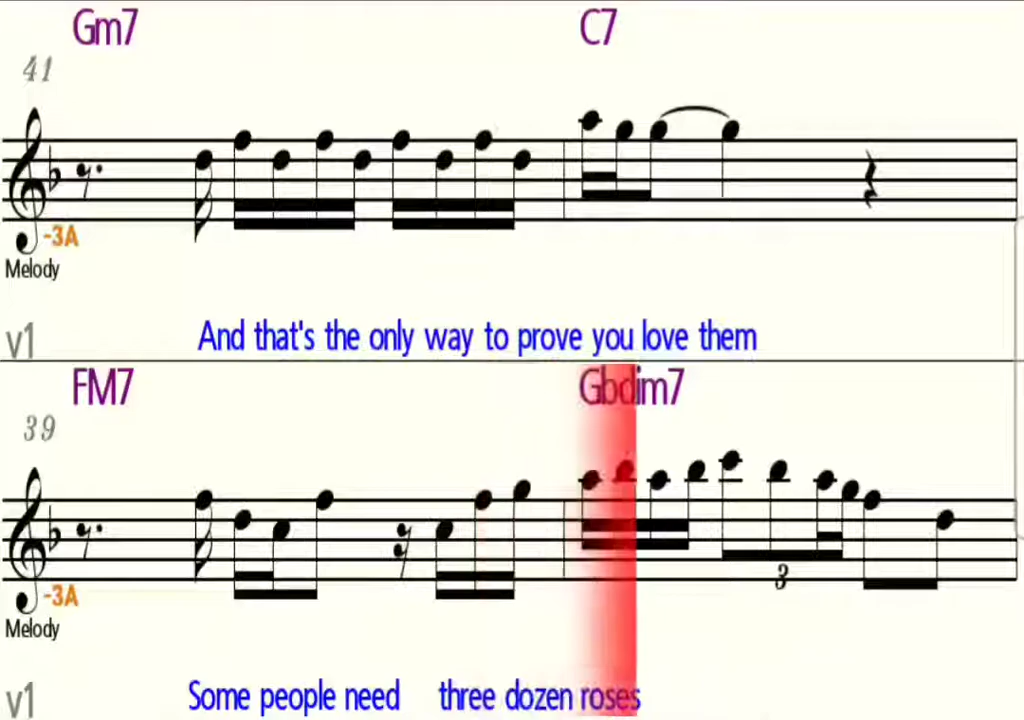 Gm7 C7
41
-3A
Melody
v1 And that's the only way to prove you love them
FM7 Gbdim7
39
-3A
Melody
3
v1 Some people need three dozen roses